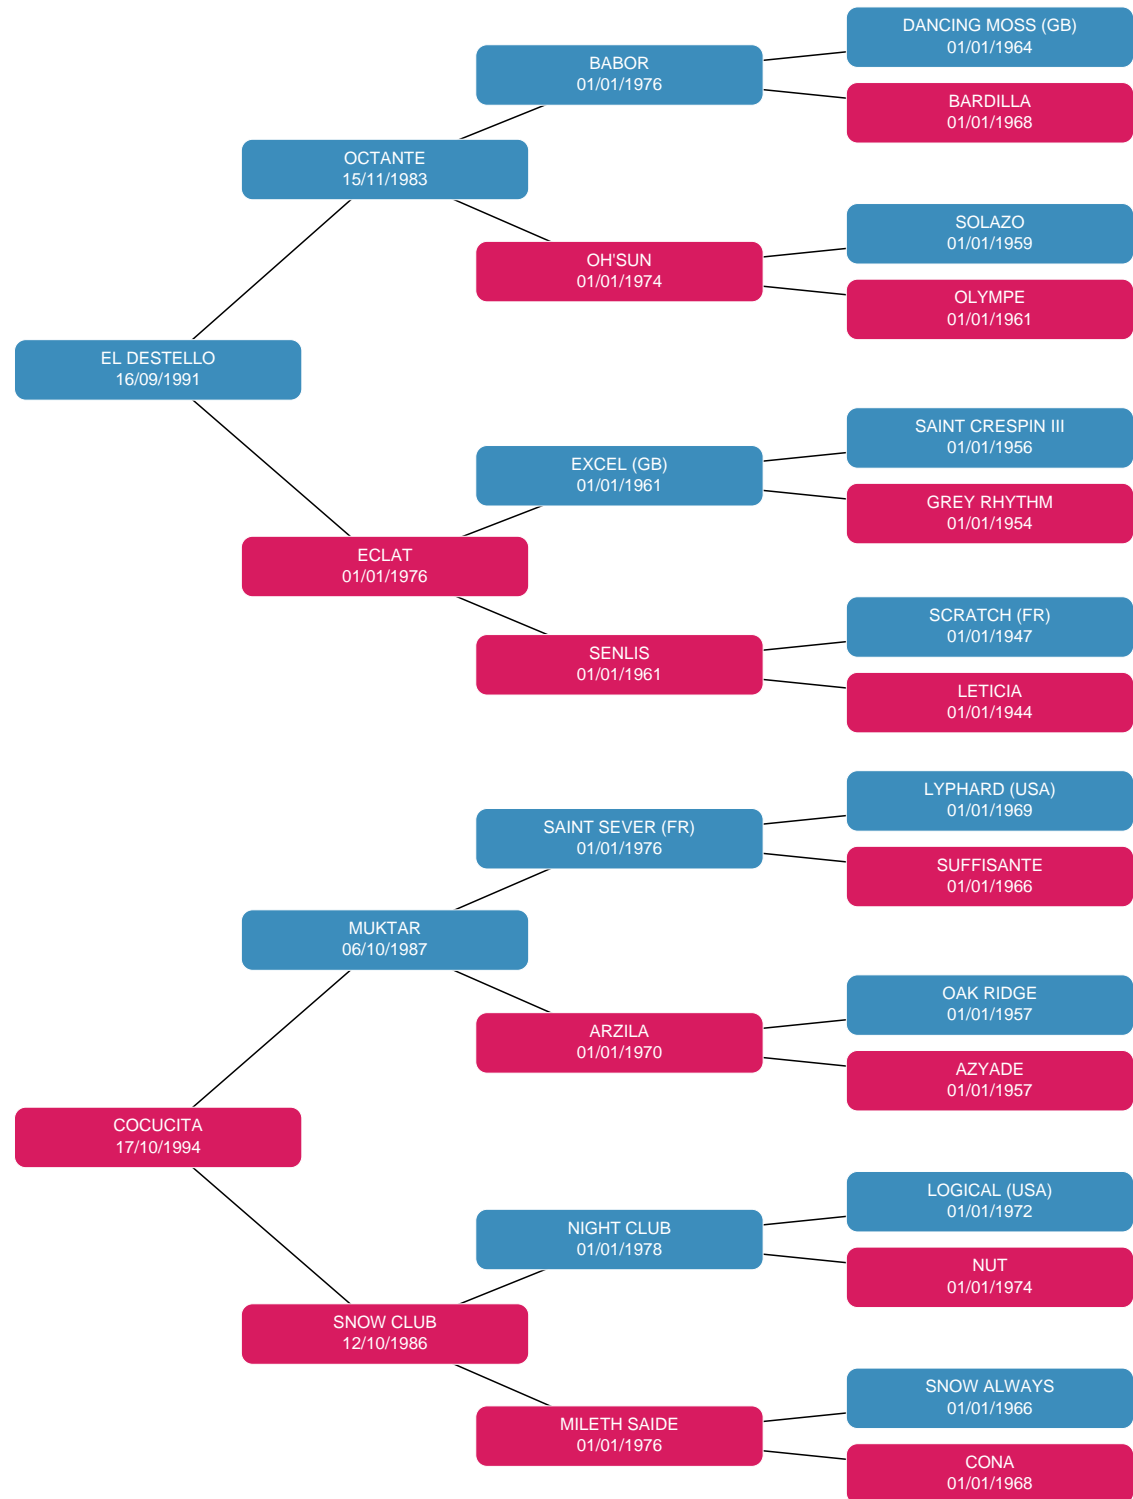 DANCING MOSS (GB)
01/01/1964
BABOR
01/01/1976
BARDILLA
01/01/1968
OCTANTE
15/11/1983
SOLAZO
01/01/1959
OH'SUN
01/01/1974
OLYMPE
01/01/1961
EL DESTELLO
16/09/1991
SAINT CRESPIN III
01/01/1956
EXCEL (GB)
01/01/1961
GREY RHYTHM
01/01/1954
ECLAT
01/01/1976
SCRATCH (FR)
01/01/1947
SENLIS
01/01/1961
LETICIA
01/01/1944
LYPHARD (USA)
01/01/1969
SAINT SEVER (FR)
01/01/1976
SUFFISANTE
01/01/1966
MUKTAR
06/10/1987
OAK RIDGE
01/01/1957
ARZILA
01/01/1970
AZYADE
01/01/1957
COCUCITA
17/10/1994
LOGICAL (USA)
01/01/1972
NIGHT CLUB
01/01/1978
NUT
01/01/1974
SNOW CLUB
12/10/1986
SNOW ALWAYS
01/01/1966
MILETH SAIDE
01/01/1976
CONA
01/01/1968